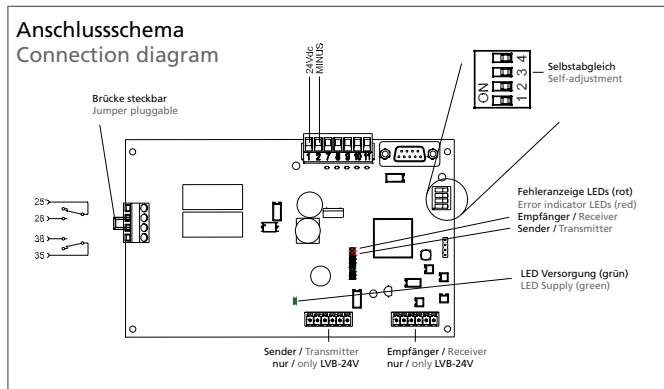 Anschlussschema
Connection diagram
24Vdc
MINUS
ON
1 2 3 4
Selbstabgleich
Self-adjustment
Brücke steckbar
Jumper pluggable
1 2 7 8 9 10 11
25
28
38
35
Fehleranzeige LEDs (rot)
Error indicator LEDs (red)
Empfänger / Receiver
Sender / Transmitter
LED Versorgung (grün)
LED Supply (green)
Sender / Transmitter
nur / only LVB-24V
Empfänger / Receiver
nur / only LVB-24V